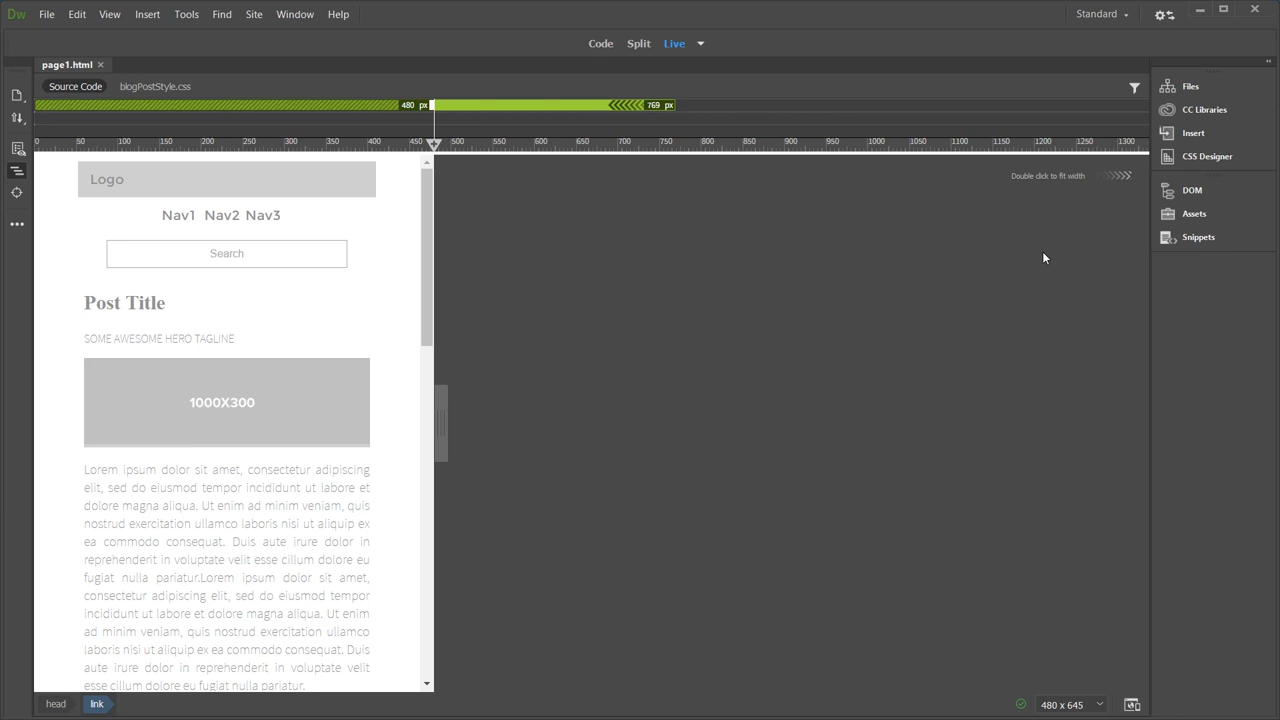 Dw File Edit View Insert Tools Find Site Window Help Standard
Code Split Live
page1.html
Source Code blogPostStyle.css
480 px 769 px
0 50 100 150 200 250 300 350 400 450 500 550 600 650 700 750 800 850 900 950 1000 1050 1100 1150 1200 1250 1300
Double click to fit width
Logo
Nav1 Nav2 Nav3
Search
Post Title
SOME AWESOME HERO TAGLINE
1000X300
Lorem ipsum dolor sit amet, consectetur adipiscing
elit, sed do eiusmod tempor incididunt ut labore et
dolore magna aliqua. Ut enim ad minim veniam, quis
nostrud exercitation ullamco laboris nisi ut aliquip ex
ea commodo consequat. Duis aute irure dolor in
reprehenderit in voluptate velit esse cillum dolore eu
fugiat nulla pariatur.Lorem ipsum dolor sit amet,
consectetur adipiscing elit, sed do eiusmod tempor
incididunt ut labore et dolore magna aliqua. Ut enim
ad minim veniam, quis nostrud exercitation ullamco
laboris nisi ut aliquip ex ea commodo consequat. Duis
aute irure dolor in reprehenderit in voluptate velit
esse cillum dolore eu fugiat nulla pariatur.
Files
CC Libraries
Insert
CSS Designer
DOM
Assets
Snippets
head link
480 x 645